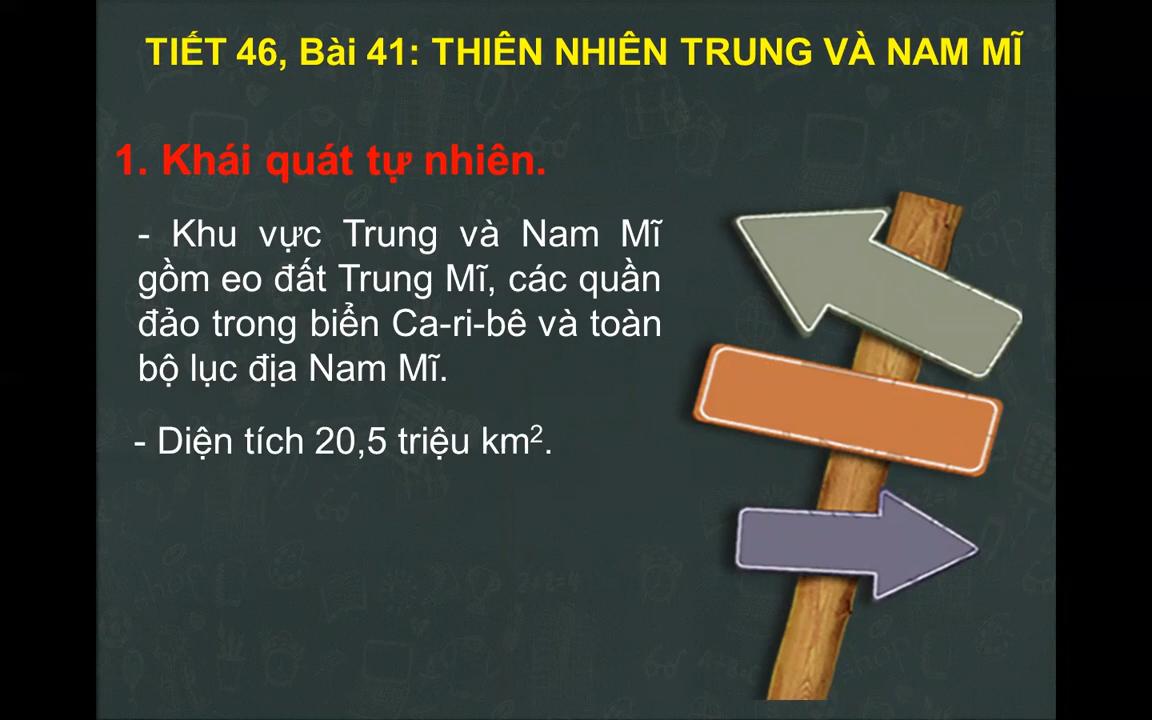 TIẾT 46, Bài 41: THIÊN NHIÊN TRUNG VÀ NAM MĨ
1. Khái quát tự nhiên.
- Khu vực Trung và Nam Mĩ
gồm eo đất Trung Mĩ, các quần
đảo trong biển Ca-ri-bê và toàn
bộ lục địa Nam Mĩ.
- Diện tích 20,5 triệu km².